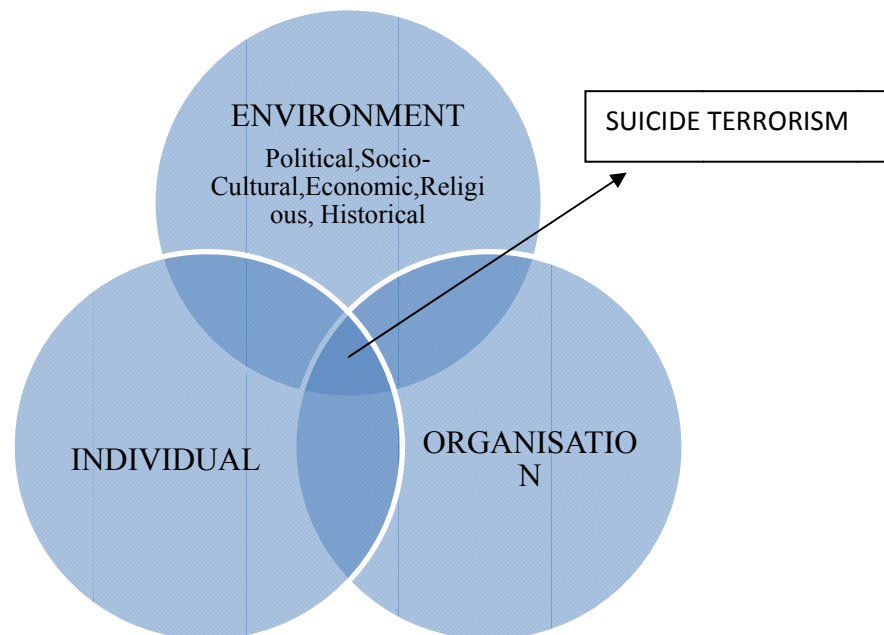 ENVIRONMENT
Political,Socio-
Cultural,Economic,Religi
ous, Historical
SUICIDE TERRORISM
INDIVIDUAL
ORGANISATIO
N